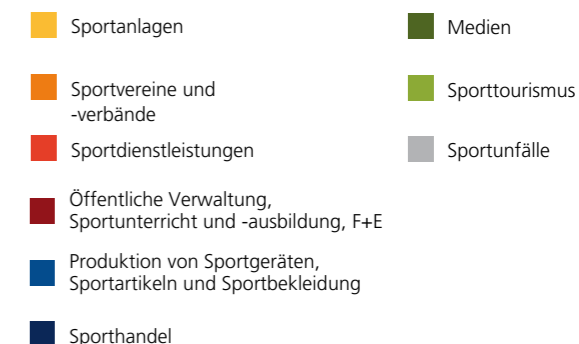 Sportanlagen
Sportvereine und
-verbände
Sportdienstleistungen
Öffentliche Verwaltung,
Sportunterricht und -ausbildung, F+E
Produktion von Sportgeräten,
Sportartikeln und Sportbekleidung
Sporthandel
Medien
Sporttourismus
Sportunfälle